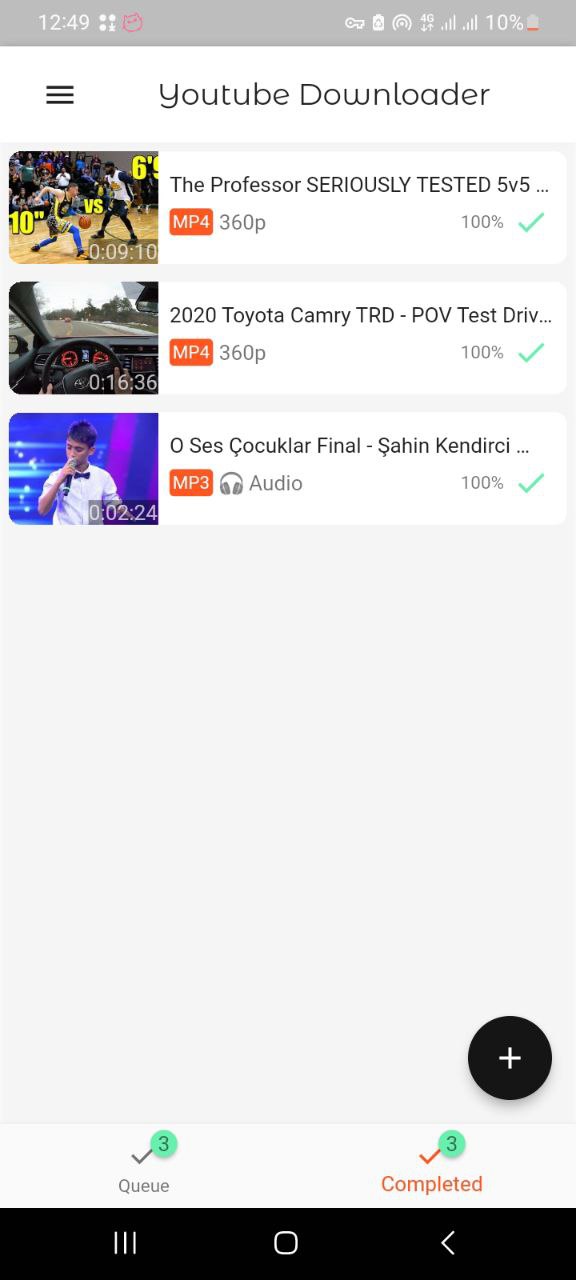 12:49 4G 10%
Youtube Downloader
6'9
10"
VS
0:09:10
The Professor SERIOUSLY TESTED 5v5 ...
MP4 360p 100%
0:16:36
2020 Toyota Camry TRD - POV Test Driv...
MP4 360p 100%
0:02:24
O Ses Çocuklar Final - Şahin Kendirci ...
MP3 Audio 100%
+
3
Queue
3
Completed